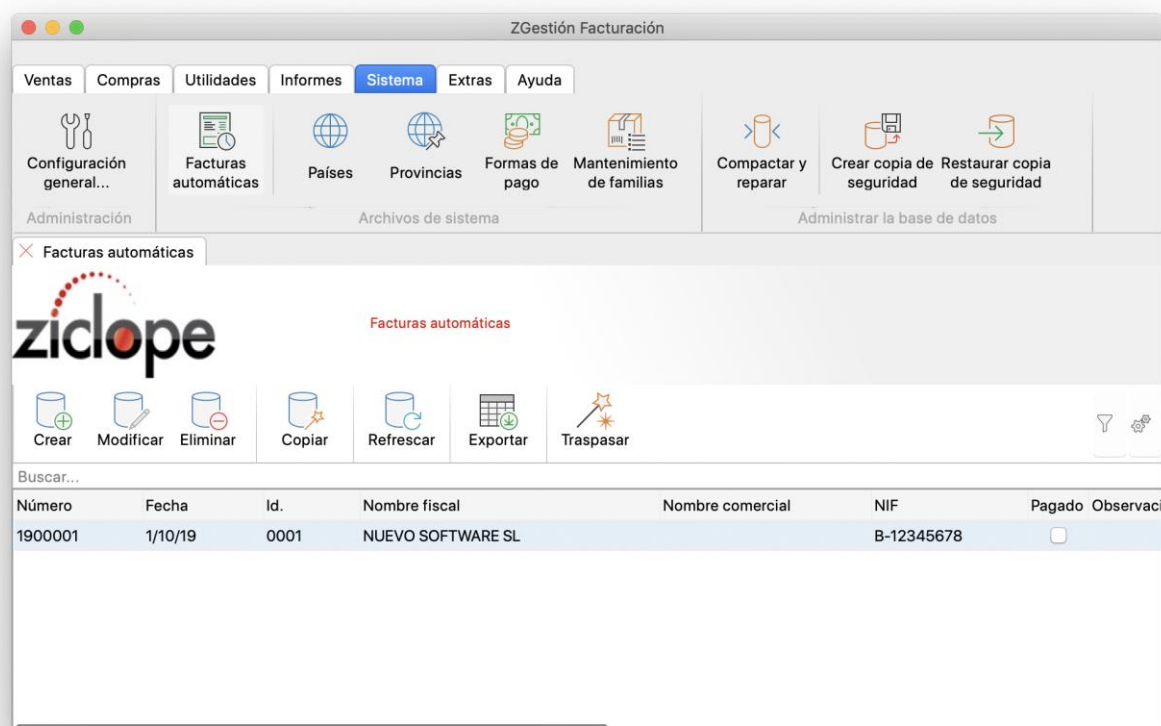 ZGestión Facturación
Ventas Compras Utilidades Informes Sistema Extras Ayuda
Configuración general...
Facturas automáticas
Países
Provincias
Formas de pago
Mantenimiento de familias
Compactar y reparar
Crear copia de seguridad
Restaurar copia de seguridad
Administración
Archivos de sistema
Administrar la base de datos
Facturas automáticas
ziclope
Facturas automáticas
Crear Modificar Eliminar Copiar Refrescar Exportar Traspasar
Buscar...
Número Fecha Id. Nombre fiscal Nombre comercial NIF Pagado Observaci
1900001 1/10/19 0001 NUEVO SOFTWARE SL B-12345678